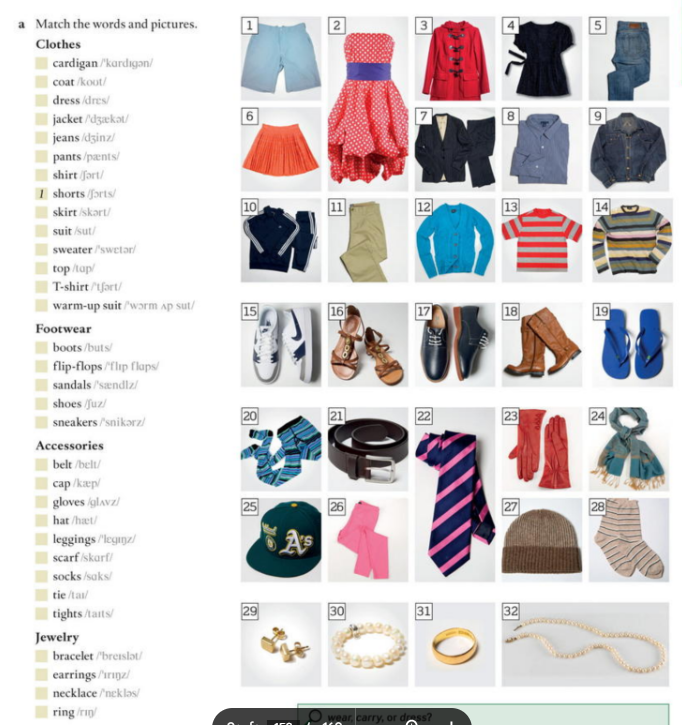 a Match the words and pictures.
Clothes
cardigan /ˈkɑrdɪgən/
coat /koʊt/
dress /drɛs/
jacket /ˈdʒækət/
jeans /dʒinz/
pants /pænts/
shirt /ʃərt/
1 shorts /ʃɔrts/
skirt /skərt/
suit /sut/
sweater /ˈswɛtər/
top /tɑp/
T-shirt /ˈtʃərt/
warm-up suit /ˈwɔrm ʌp sut/
Footwear
boots /buts/
flip-flops /ˈflɪp flɑps/
sandals /ˈsændlz/
shoes /ʃuz/
sneakers /ˈsnikərz/
Accessories
belt /bɛlt/
cap /kæp/
gloves /glʌvz/
hat /hæt/
leggings /ˈlɛgɪŋz/
scarf /skɑrf/
socks /sɑks/
tie /taɪ/
tights /taɪts/
Jewelry
bracelet /ˈbreɪslət/
earrings /ˈɪrɪŋz/
necklace /ˈnɛkləs/
ring /rɪŋ/
1 2 3 4 5
6 7 8 9
10 11 12 13 14
15 16 17 18 19
20 21 22 23 24
25 26 27 28
A's
29 30 31 32
wear, carry, or dress?